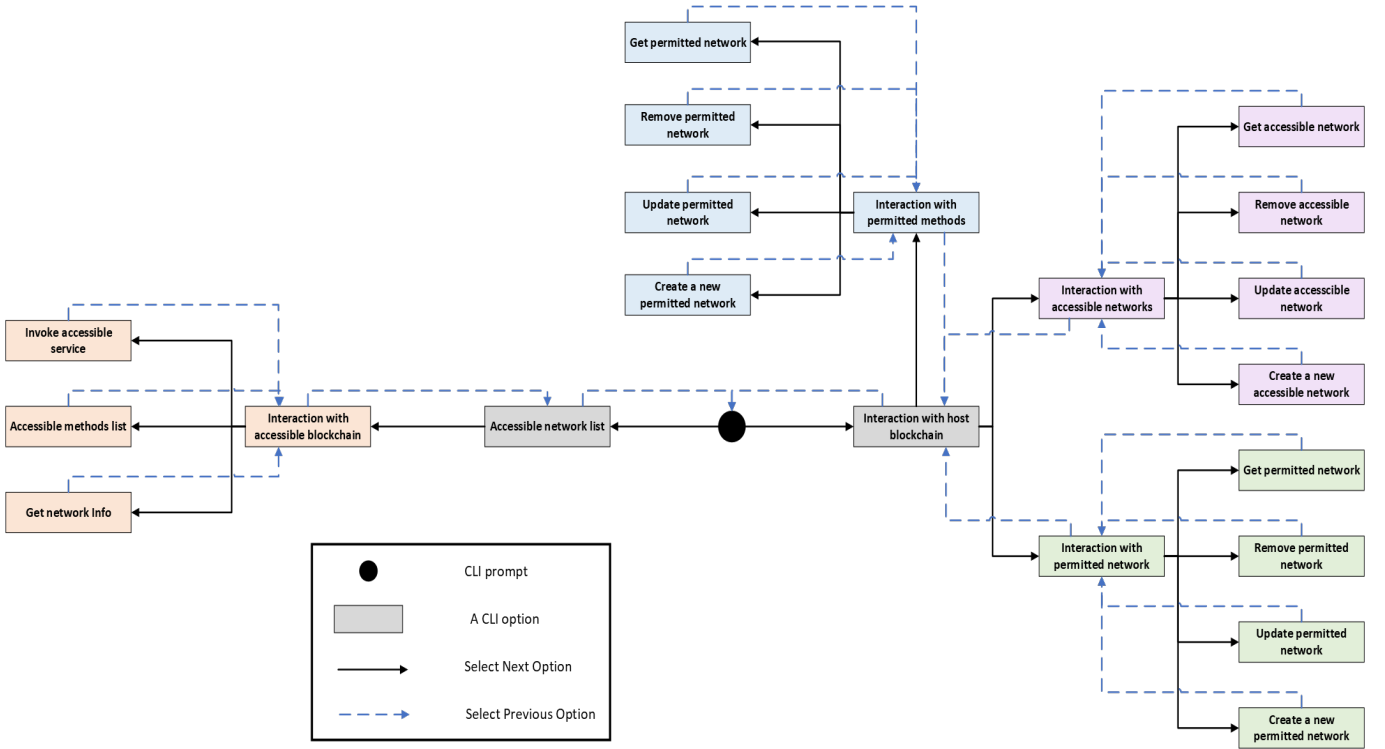 Get permitted network
Remove permitted
network
Update permitted
network
Create a new
permitted network
Interaction with
permitted methods
Get accessible network
Remove accessible
network
Update accesscible
network
Create a new
accessible network
Interaction with
accessible networks
Invoke accessible
service
Accessible methods list
Get network Info
Interaction with
accessible blockchain
Accessible network list
Interaction with host
blockchain
Get permitted network
Remove permitted
network
Update permitted
network
Create a new
permitted network
Interaction with
permitted network
CLI prompt
A CLI option
Select Next Option
Select Previous Option